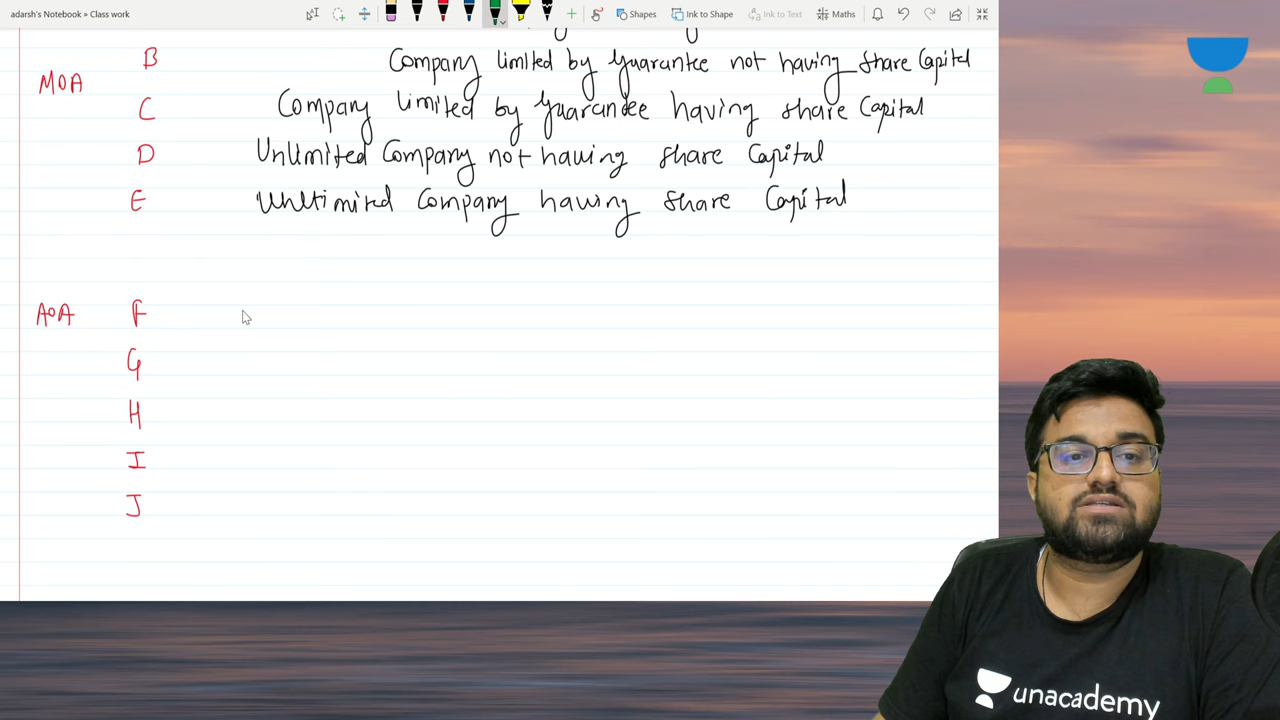 adarsh's Notebook » Class work
Shapes
Ink to Shape
Ink to Text
Maths
B Company limited by guarantee not having share Capital
MOA
C Company limited by guarantee having share Capital
D Unlimited Company not having share Capital
E Company having share Capital
AOA F
G
H
I
J
unacademy